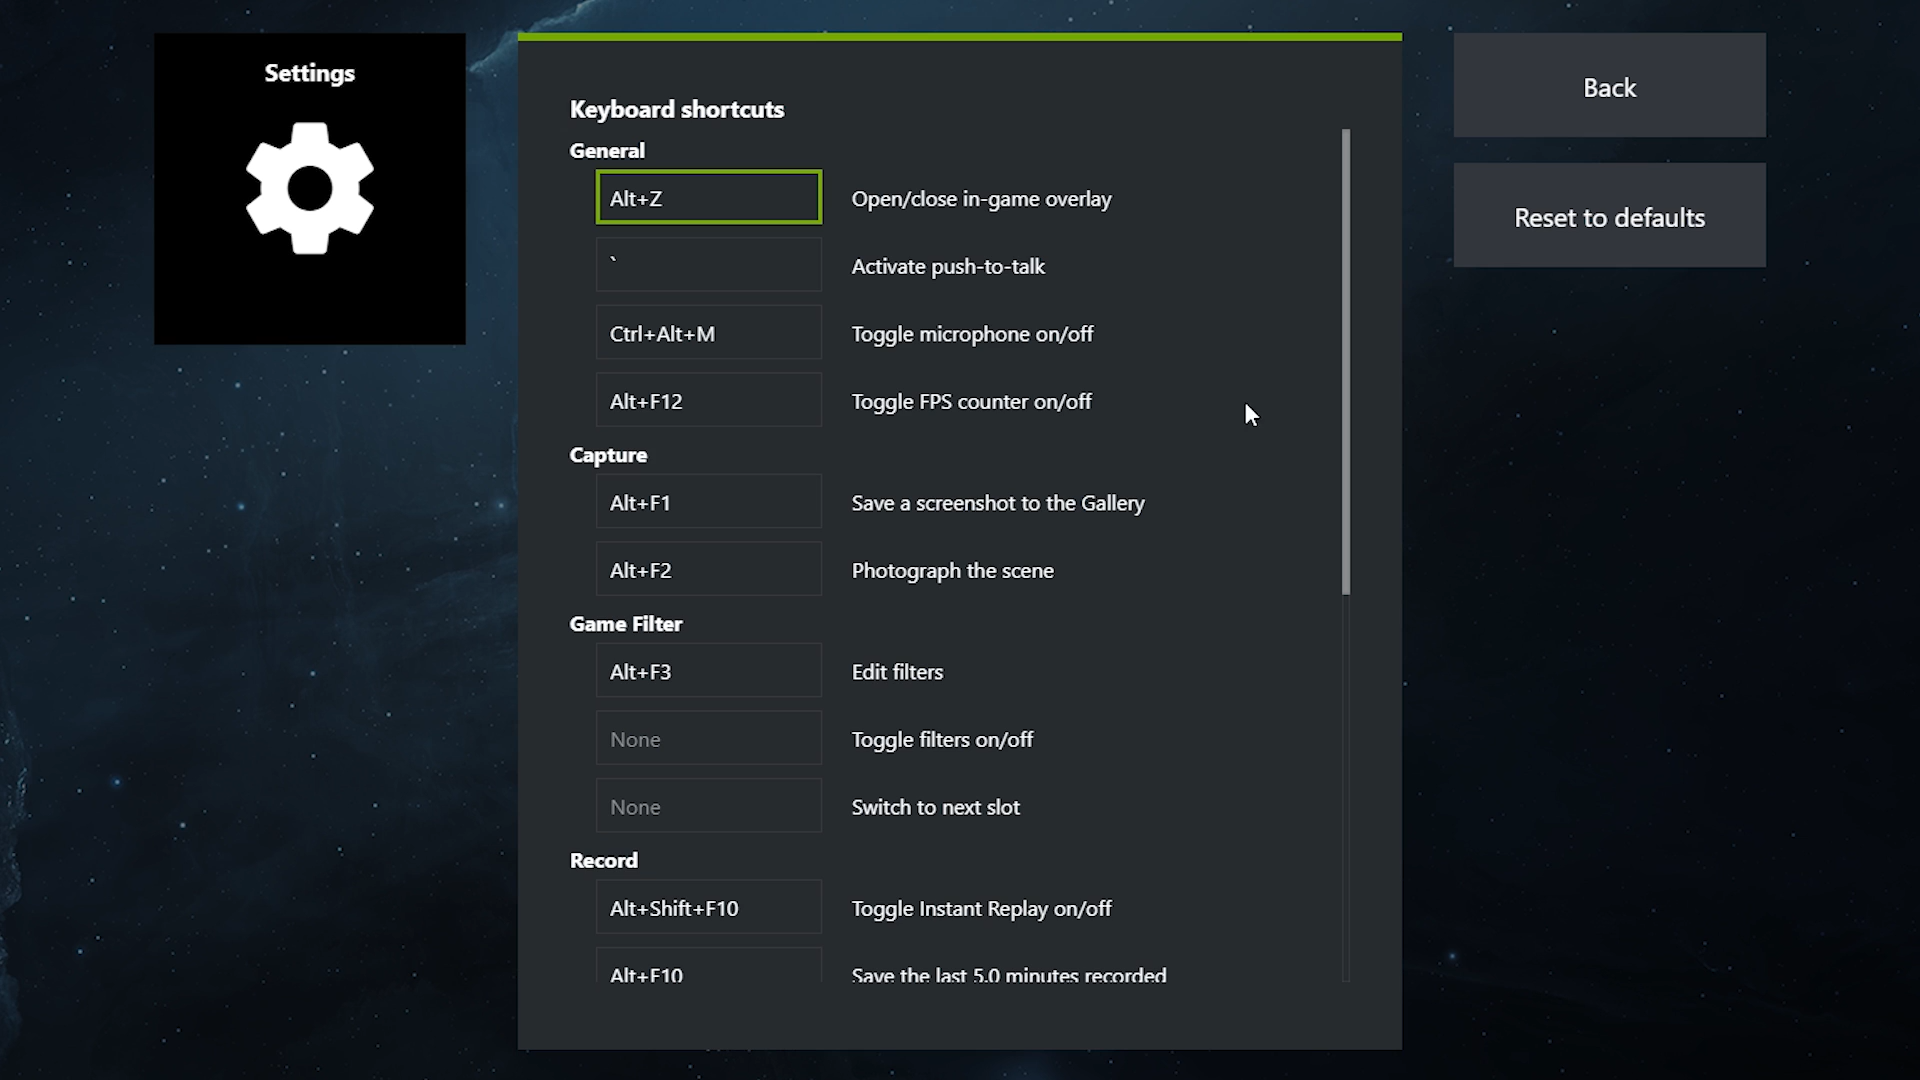 Settings
Keyboard shortcuts
General
Alt+Z Open/close in-game overlay
` Activate push-to-talk
Ctrl+Alt+M Toggle microphone on/off
Alt+F12 Toggle FPS counter on/off
Capture
Alt+F1 Save a screenshot to the Gallery
Alt+F2 Photograph the scene
Game Filter
Alt+F3 Edit filters
None Toggle filters on/off
None Switch to next slot
Record
Alt+Shift+F10 Toggle Instant Replay on/off
Alt+F10 Save the last 5.0 minutes recorded
Back
Reset to defaults